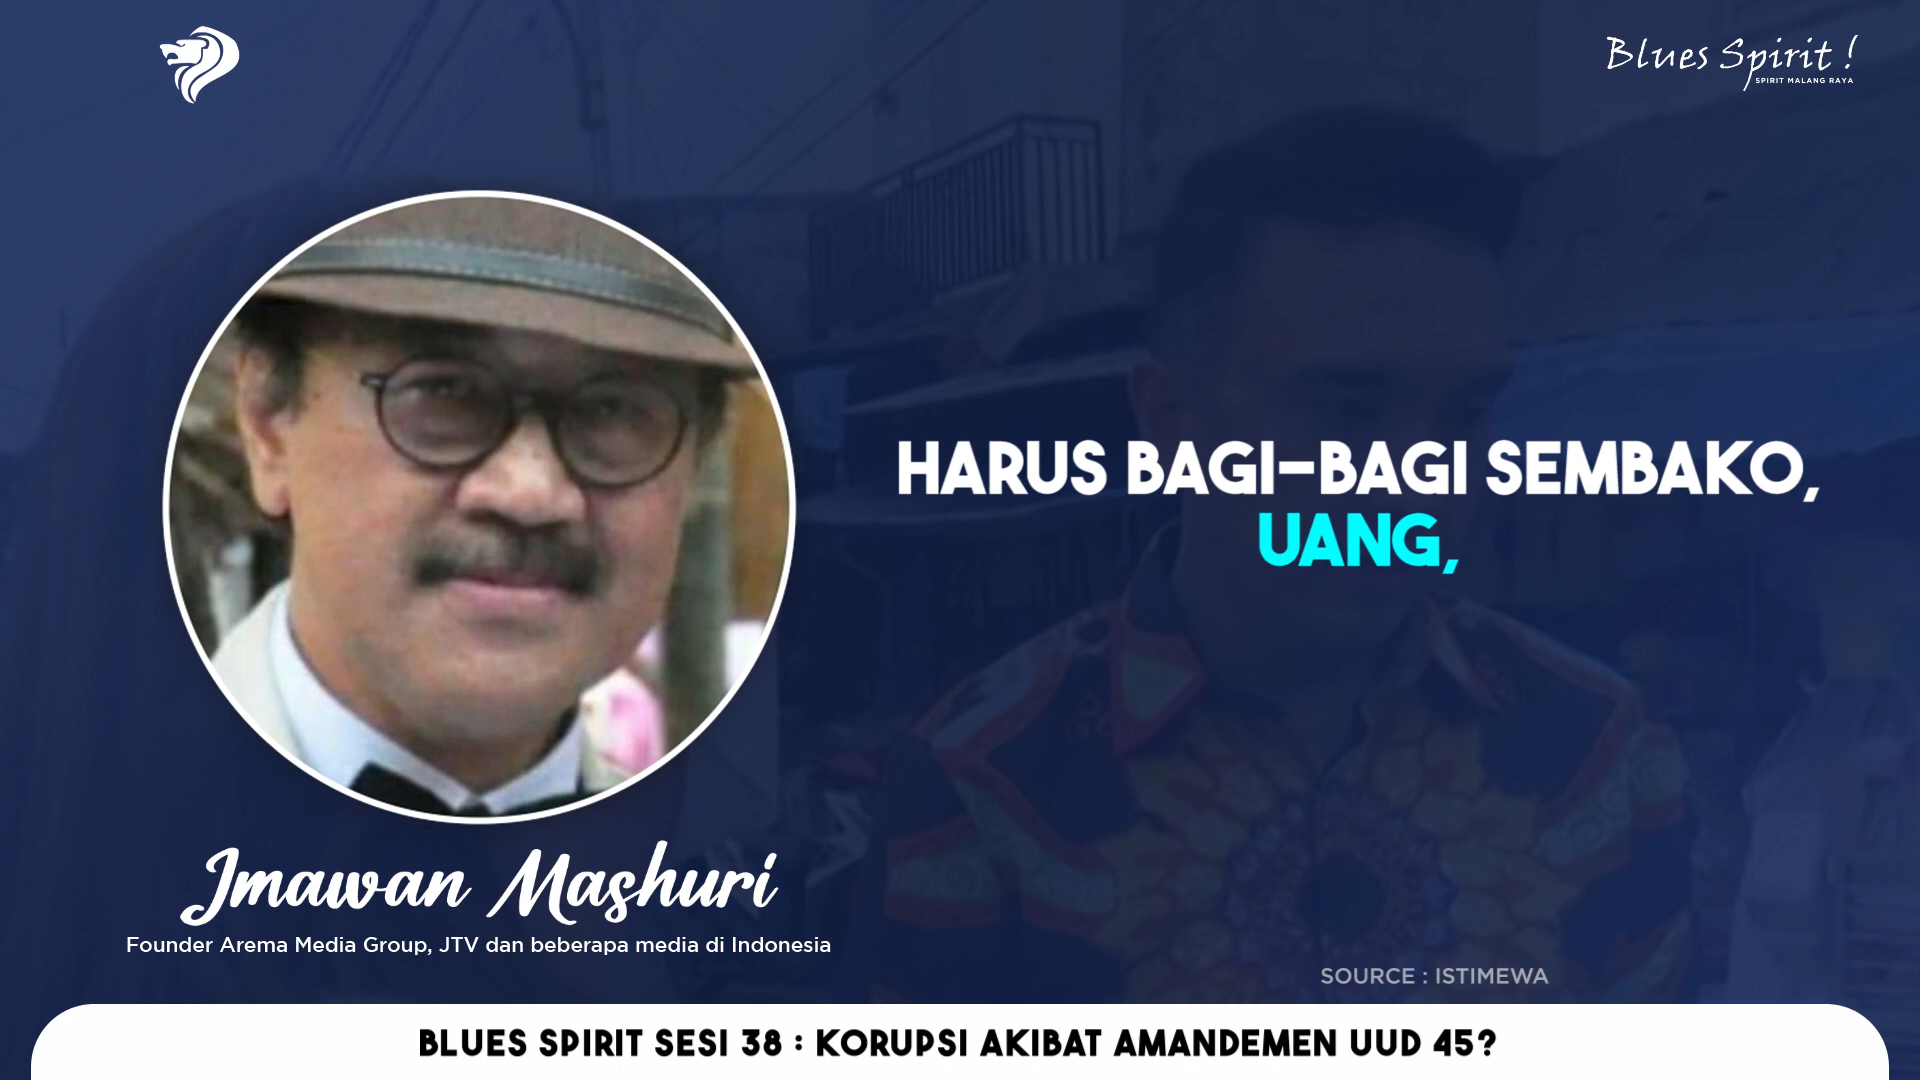 Blues Spirit !
SPIRIT MALANG RAYA
HARUS BAGI-BAGI SEMBAKO,
UANG,
Imawan Mashuri
Founder Arema Media Group, JTV dan beberapa media di Indonesia
SOURCE : ISTIMEWA
BLUES SPIRIT SESI 38 : KORUPSI AKIBAT AMANDEMEN UUD 45?